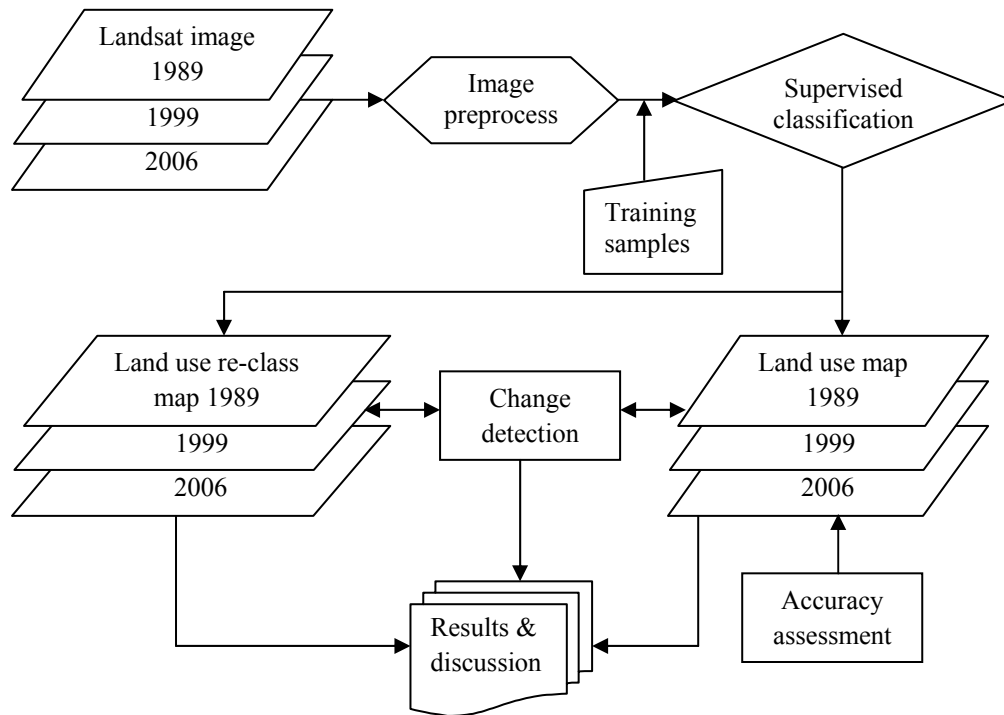 Landsat image
1989
1999
2006
Image
preprocess
Supervised
classification
Training
samples
Land use re-class
map 1989
1999
2006
Change
detection
Land use map
1989
1999
2006
Results &
discussion
Accuracy
assessment